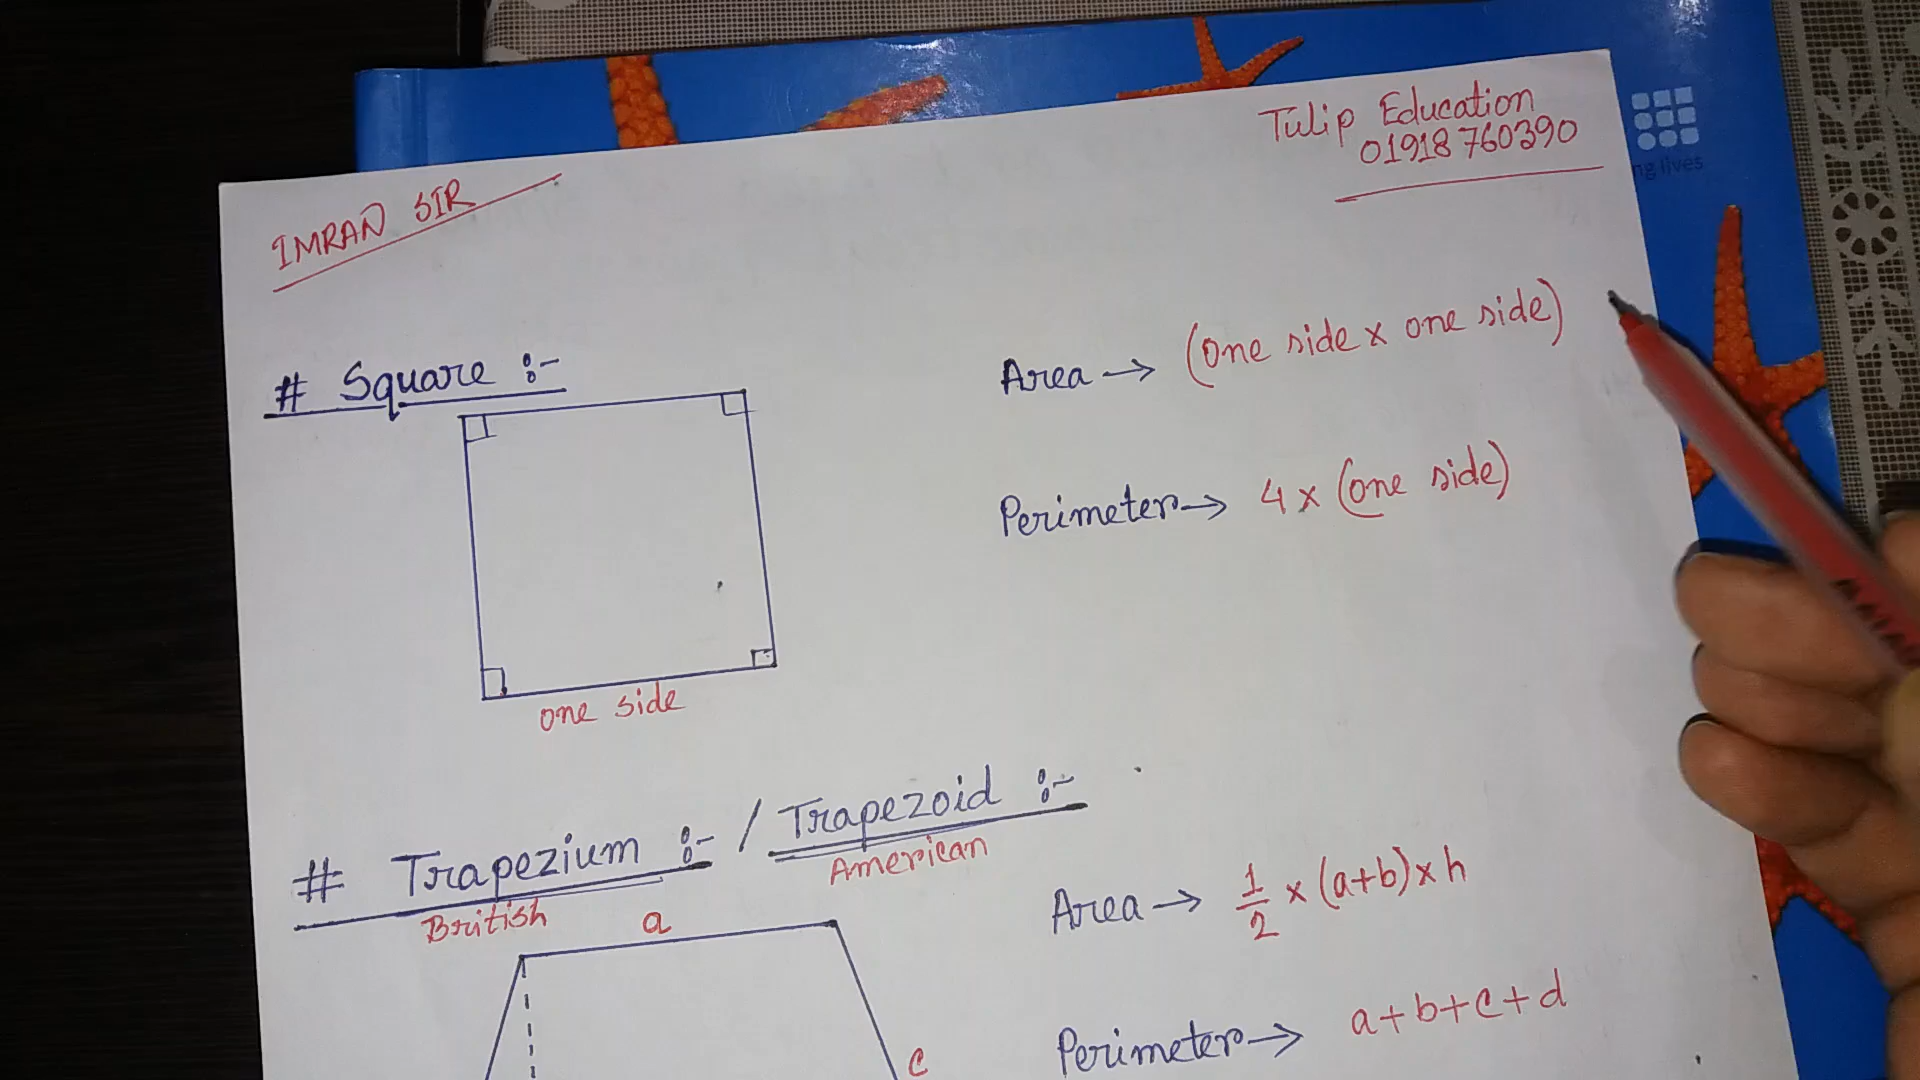 Tulip Education
01918760390
IMRAN SIR
# Square :-
Area → (one side x one side)
Perimeter → 4 x (one side)
one side
# Trapezium :- / Trapezoid :-
British
American
a
Area → 1/2 x (a+b) x h
c
Perimeter → a+b+c+d